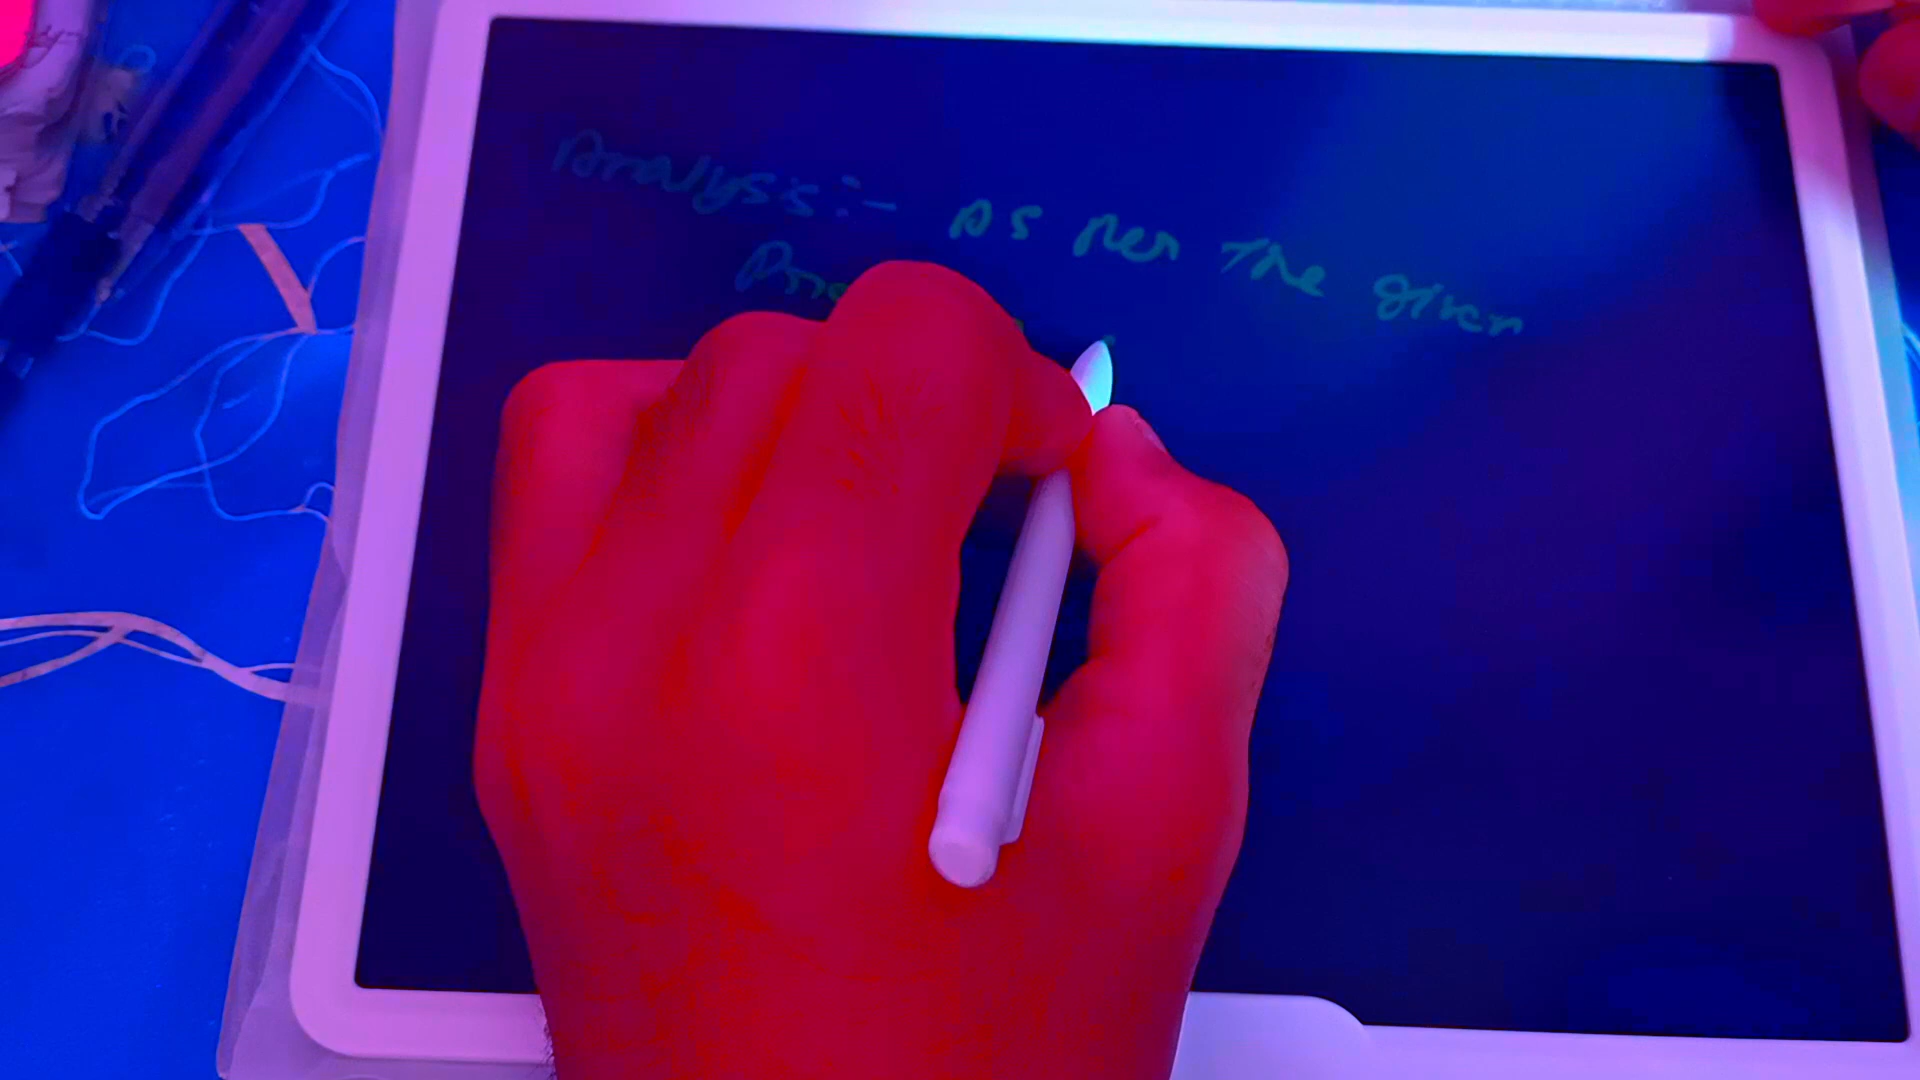 Analysis:- As Per The given